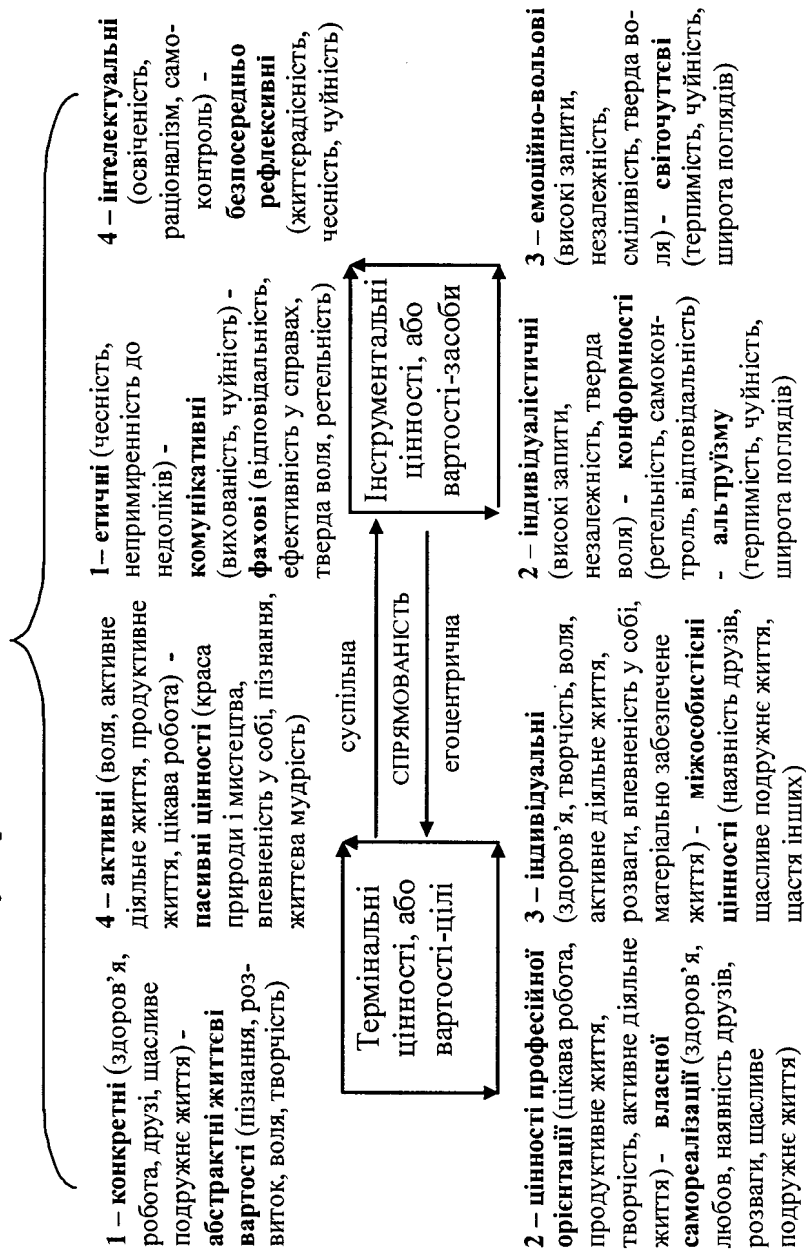 1 – конкретні (здоров'я,
робота, друзі, щасливе
подружнє життя) -
абстрактні життєві
вартості (пізнання, роз-
виток, воля, творчість)
4 – активні (воля, активне
діяльне життя, продуктивне
життя, цікава робота) -
пасивні цінності (краса
природи і мистецтва,
впевненість у собі, пізнання,
життєва мудрість)
1– етичні (чесність,
непримиренність до
недоліків) -
комунікативні
(вихованість, чуйність) -
фахові (відповідальність,
ефективність у справах,
тверда воля, ретельність)
4 – інтелектуальні
(освіченість,
раціоналізм, само-
контроль) -
безпосередньо
рефлексивні
(життєрадісність,
чесність, чуйність)
Термінальні
цінності, або
вартості-цілі
суспільна
СПРЯМОВАНІСТЬ
егоцентрична
Інструментальні
цінності, або
вартості-засоби
2 – цінності професійної
орієнтації (цікава робота,
продуктивне життя,
творчість, активне діяльне
життя) - власної
самореалізації (здоров'я,
любов, наявність друзів,
розваги, щасливе
подружнє життя)
3 – індивідуальні
(здоров'я, творчість, воля,
активне діяльне життя,
розваги, впевненість у собі,
матеріально забезпечене
життя) - міжособистісні
цінності (наявність друзів,
щасливе подружнє життя,
щастя інших)
2 – індивідуалістичні
(високі запити,
незалежність, тверда
воля) - конформності
(ретельність, самокон-
троль, відповідальність)
- альтруїзму
(терпимість, чуйність,
широта поглядів)
3 – емоційно-вольові
(високі запити,
незалежність,
сміливість, тверда во-
ля) - світочуттєві
(терпимість, чуйність,
широта поглядів)